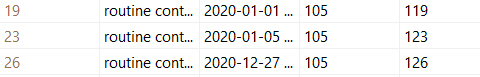 19 routine cont... 2020-01-01 ... 105 119
23 routine cont... 2020-01-05 ... 105 123
26 routine cont... 2020-12-27 ... 105 126